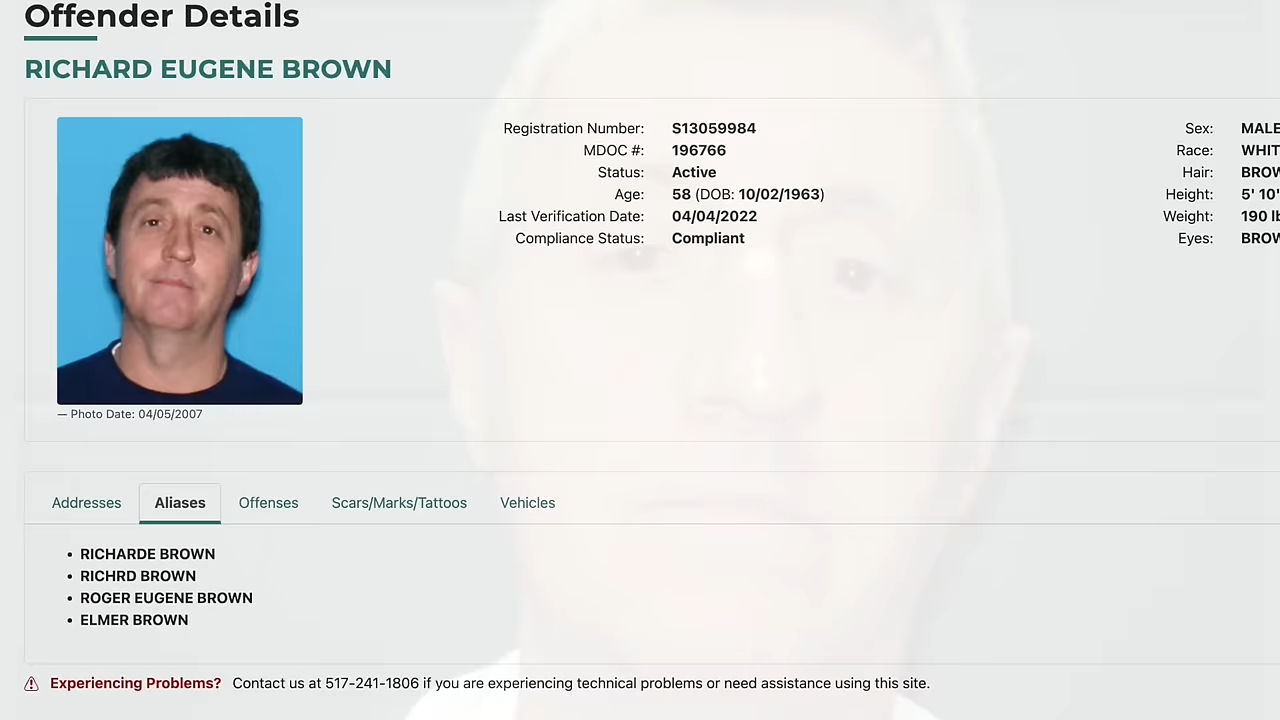 Offender Details
RICHARD EUGENE BROWN
Registration Number: S13059984
MDOC #: 196766
Status: Active
Age: 58 (DOB: 10/02/1963)
Last Verification Date: 04/04/2022
Compliance Status: Compliant
Sex: MALE
Race: WHIT
Hair: BROW
Height: 5' 10"
Weight: 190 lb
Eyes: BROW
— Photo Date: 04/05/2007
Addresses Aliases Offenses Scars/Marks/Tattoos Vehicles
• RICHARDE BROWN
• RICHRD BROWN
• ROGER EUGENE BROWN
• ELMER BROWN
Experiencing Problems? Contact us at 517-241-1806 if you are experiencing technical problems or need assistance using this site.